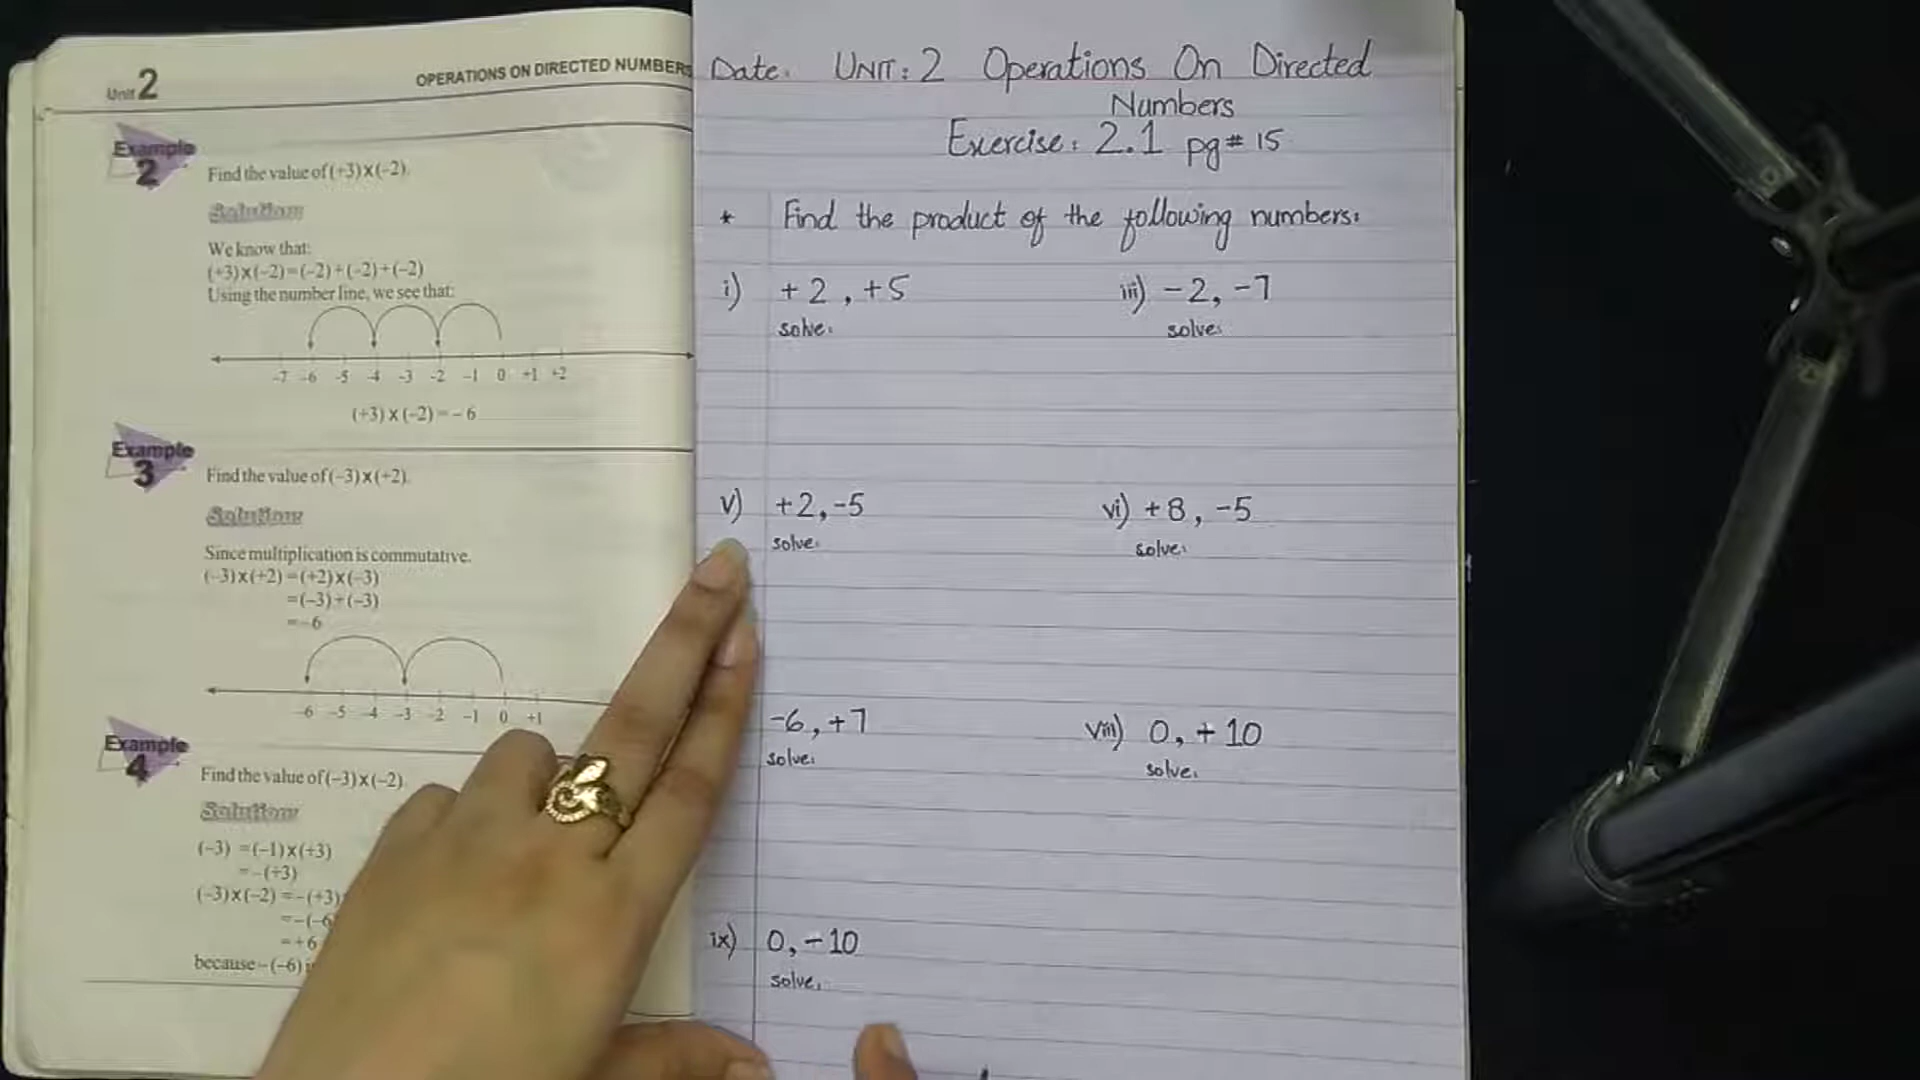 Unit 2
OPERATIONS ON DIRECTED NUMBERS
Example 2
Find the value of (+3)×(−2).
Solution:
We know that:
(+3)×(−2)=(−2)+(−2)+(−2)
Using the number line, we see that:
−7 −6 −5 −4 −3 −2 −1 0 +1 +2
(+3)×(−2)=−6
Example 3
Find the value of (−3)×(+2).
Solution:
Since multiplication is commutative.
(−3)×(+2)=(+2)×(−3)
=(−3)+(−3)
=−6
−6 −5 −4 −3 −2 −1 0 +1
Example 4
Find the value of (−3)×(−2).
Solution:
(−3) =(−1)×(+3)
=−(+3)
(−3)×(−2)=−(+3)
=−(−6
=+6
because −(−6)
Date. UNIT: 2 Operations On Directed
Numbers
Exercise: 2.1 pg# 15
* Find the product of the following numbers:
i) +2, +5 iii) −2, −7
solve: solve:
v) +2, −5 vi) +8, −5
solve: solve:
−6, +7 viii) 0, +10
solve: solve:
ix) 0, −10
solve: